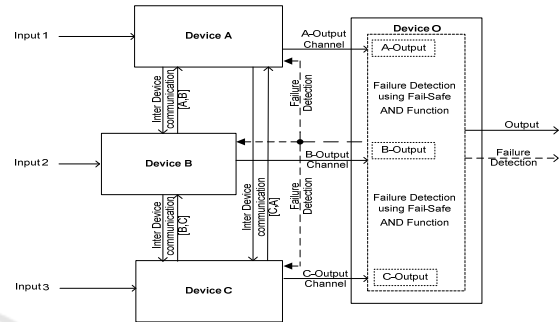 Input 1
Device A
A-Output
Channel
Device O
A-Output
Failure Detection
using Fail-Safe
AND Function
Inter Device
communication
[A,B]
Inter Device
communication
[C,A]
Failure
Detection
Output
Input 2
Device B
B-Output
Channel
B-Output
Failure
Detection
Inter Device
communication
[B,C]
Failure
Detection
Failure Detection
using Fail-Safe
AND Function
Input 3
Device C
C-Output
Channel
C-Output